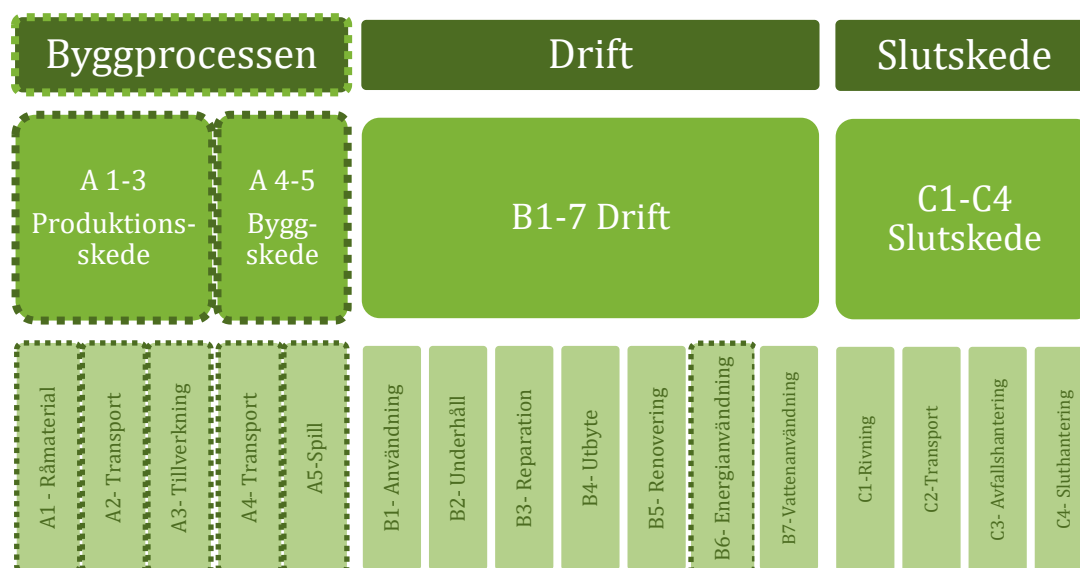 Byggprocessen
Drift
Slutskede
A 1-3
Produktions-
skede
A 4-5
Bygg-
skede
B1-7 Drift
C1-C4
Slutskede
A1 - Råmaterial
A2- Transport
A3- Tillverkning
A4- Transport
A5-Spill
B1- Användning
B2- Underhåll
B3- Reparation
B4- Utbyte
B5- Renovering
B6- Energianvändning
B7-Vattenanvändning
C1-Rivning
C2-Transport
C3- Avfallshantering
C4- Sluthantering